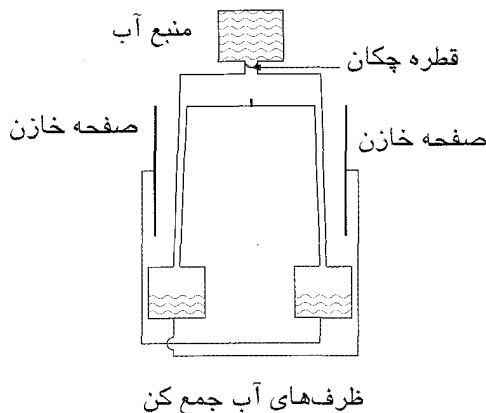 منبع آب
قطره چکان
صفحه خازن
صفحه خازن
ظرف‌های آب جمع کن